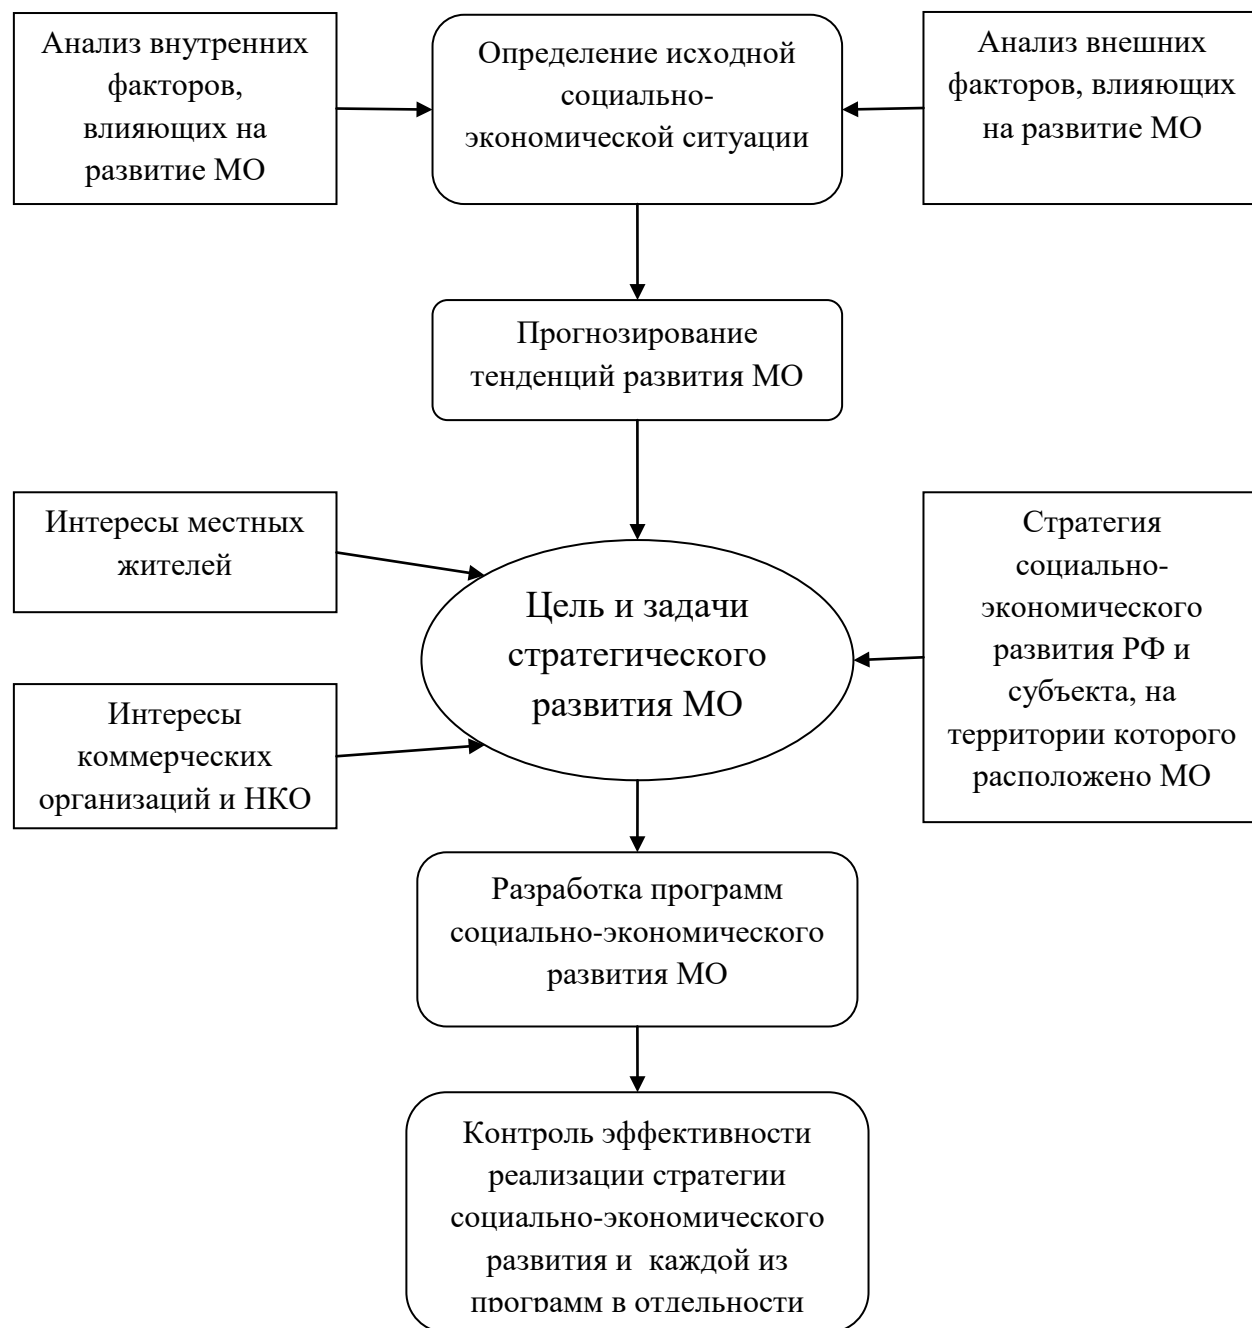 Анализ внутренних
факторов,
влияющих на
развитие МО
Определение исходной
социально-
экономической ситуации
Анализ внешних
факторов, влияющих
на развитие МО
Прогнозирование
тенденций развития МО
Интересы местных
жителей
Интересы
коммерческих
организаций и НКО
Цель и задачи
стратегического
развития МО
Стратегия
социально-
экономического
развития РФ и
субъекта, на
территории которого
расположено МО
Разработка программ
социально-экономического
развития МО
Контроль эффективности
реализации стратегии
социально-экономического
развития и  каждой из
программ в отдельности